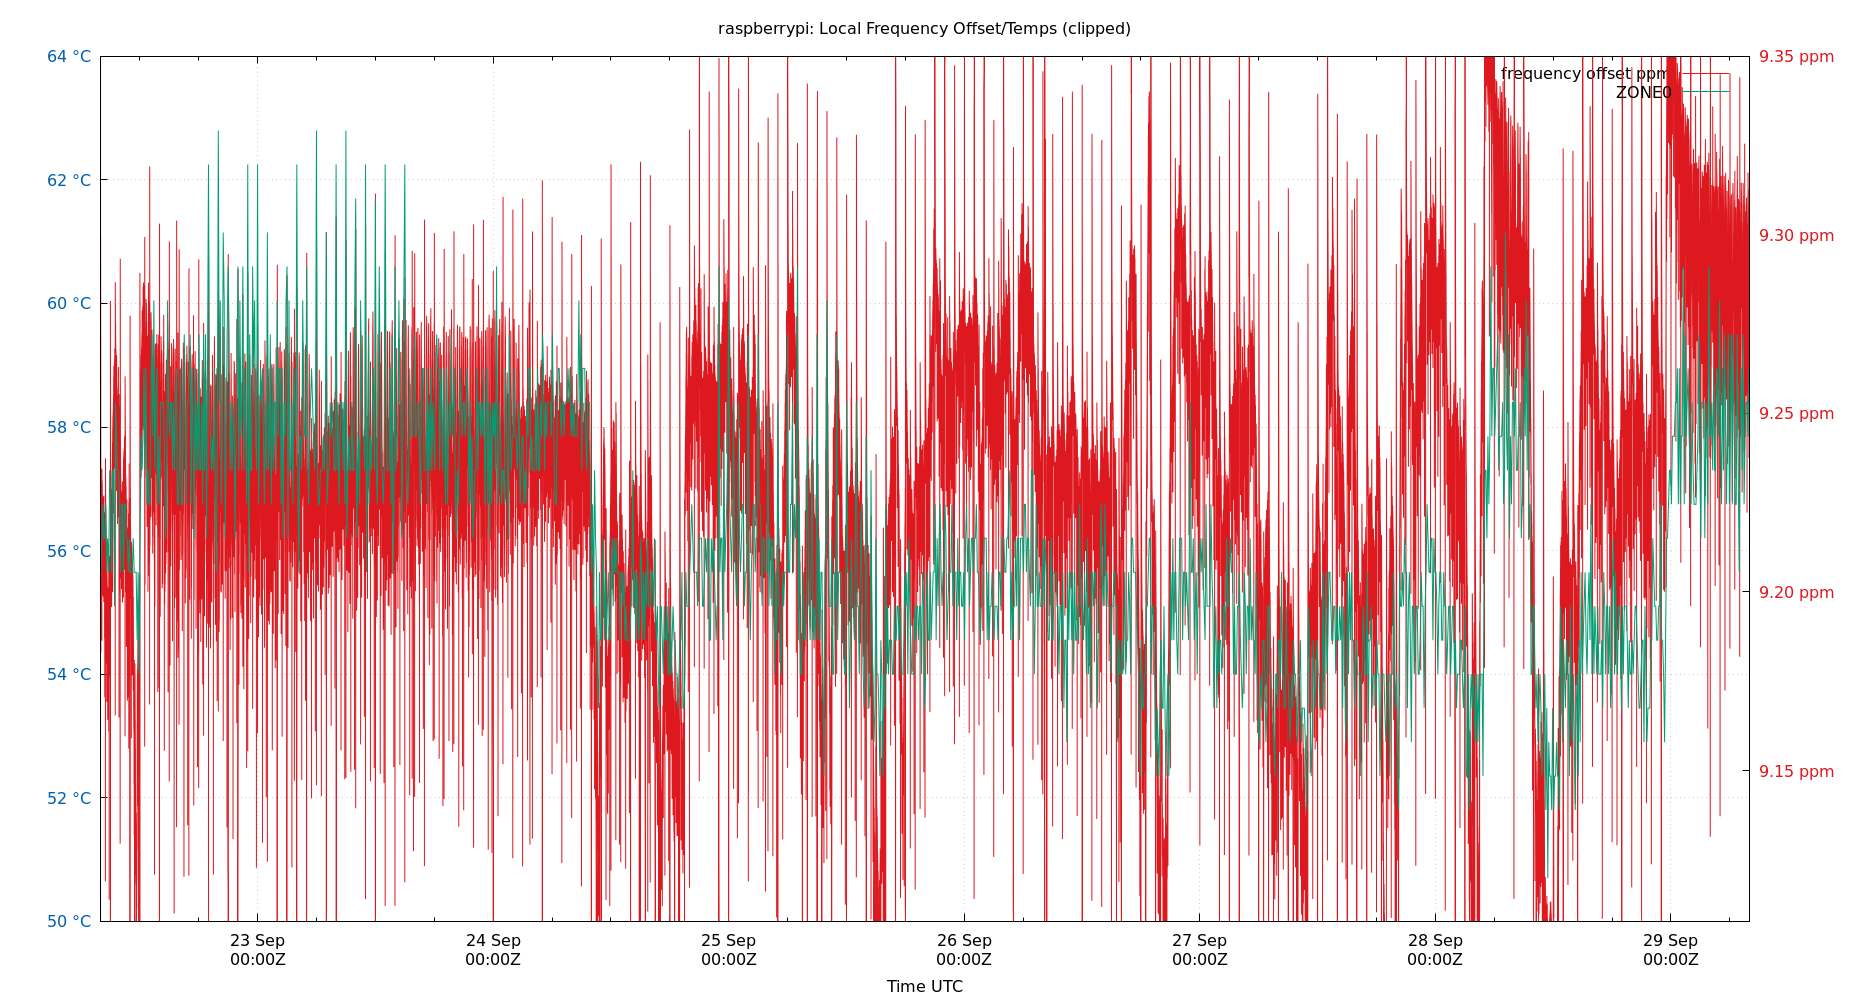 raspberrypi: Local Frequency Offset/Temps (clipped)
64 °C
9.35 ppm
frequency offset ppm
ZONE0
62 °C
9.30 ppm
60 °C
58 °C
9.25 ppm
56 °C
9.20 ppm
54 °C
9.15 ppm
52 °C
50 °C
23 Sep
00:00Z
24 Sep
00:00Z
25 Sep
00:00Z
26 Sep
00:00Z
27 Sep
00:00Z
28 Sep
00:00Z
29 Sep
00:00Z
Time UTC